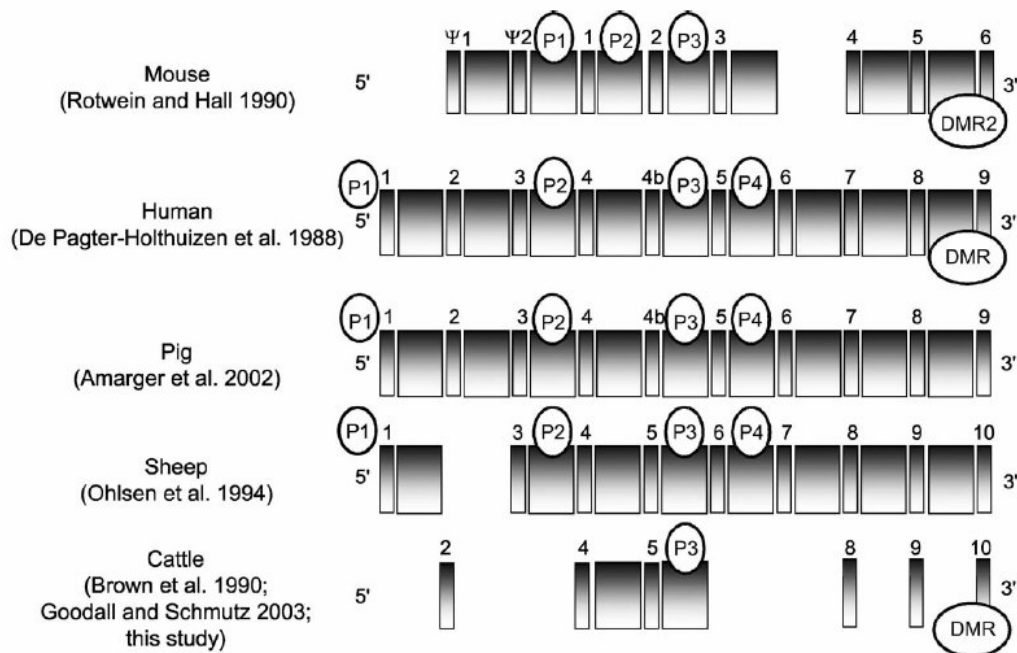 Ψ1 Ψ2 P1 1 P2 2 P3 3 4 5 6
Mouse
(Rotwein and Hall 1990)
5' 3'
DMR2
P1 1 2 3 P2 4 4b P3 5 P4 6 7 8 9
Human
(De Pagter-Holthuizen et al. 1988)
5' 3'
DMR
P1 1 2 3 P2 4 4b P3 5 P4 6 7 8 9
Pig
(Amarger et al. 2002)
5' 3'
P1 1 3 P2 4 5 P3 6 P4 7 8 9 10
Sheep
(Ohlsen et al. 1994)
5' 3'
2 4 5 P3 8 9 10
Cattle
(Brown et al. 1990;
Goodall and Schmutz 2003;
this study)
5' 3'
DMR